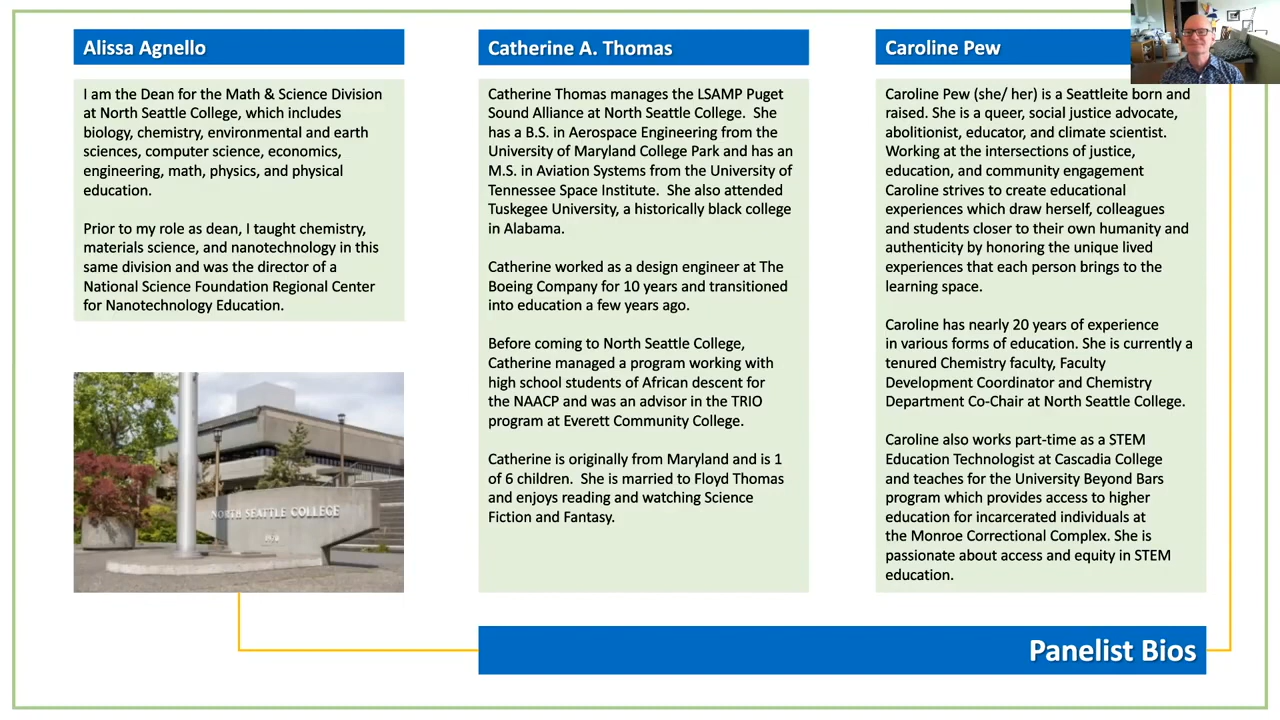 Alissa Agnello
I am the Dean for the Math & Science Division
at North Seattle College, which includes
biology, chemistry, environmental and earth
sciences, computer science, economics,
engineering, math, physics, and physical
education.
Prior to my role as dean, I taught chemistry,
materials science, and nanotechnology in this
same division and was the director of a
National Science Foundation Regional Center
for Nanotechnology Education.
NORTH SEATTLE COLLEGE
1970
Catherine A. Thomas
Catherine Thomas manages the LSAMP Puget
Sound Alliance at North Seattle College. She
has a B.S. in Aerospace Engineering from the
University of Maryland College Park and has an
M.S. in Aviation Systems from the University of
Tennessee Space Institute. She also attended
Tuskegee University, a historically black college
in Alabama.
Catherine worked as a design engineer at The
Boeing Company for 10 years and transitioned
into education a few years ago.
Before coming to North Seattle College,
Catherine managed a program working with
high school students of African descent for
the NAACP and was an advisor in the TRIO
program at Everett Community College.
Catherine is originally from Maryland and is 1
of 6 children. She is married to Floyd Thomas
and enjoys reading and watching Science
Fiction and Fantasy.
Caroline Pew
Caroline Pew (she/ her) is a Seattleite born and
raised. She is a queer, social justice advocate,
abolitionist, educator, and climate scientist.
Working at the intersections of justice,
education, and community engagement
Caroline strives to create educational
experiences which draw herself, colleagues
and students closer to their own humanity and
authenticity by honoring the unique lived
experiences that each person brings to the
learning space.
Caroline has nearly 20 years of experience
in various forms of education. She is currently a
tenured Chemistry faculty, Faculty
Development Coordinator and Chemistry
Department Co-Chair at North Seattle College.
Caroline also works part-time as a STEM
Education Technologist at Cascadia College
and teaches for the University Beyond Bars
program which provides access to higher
education for incarcerated individuals at
the Monroe Correctional Complex. She is
passionate about access and equity in STEM
education.
Panelist Bios